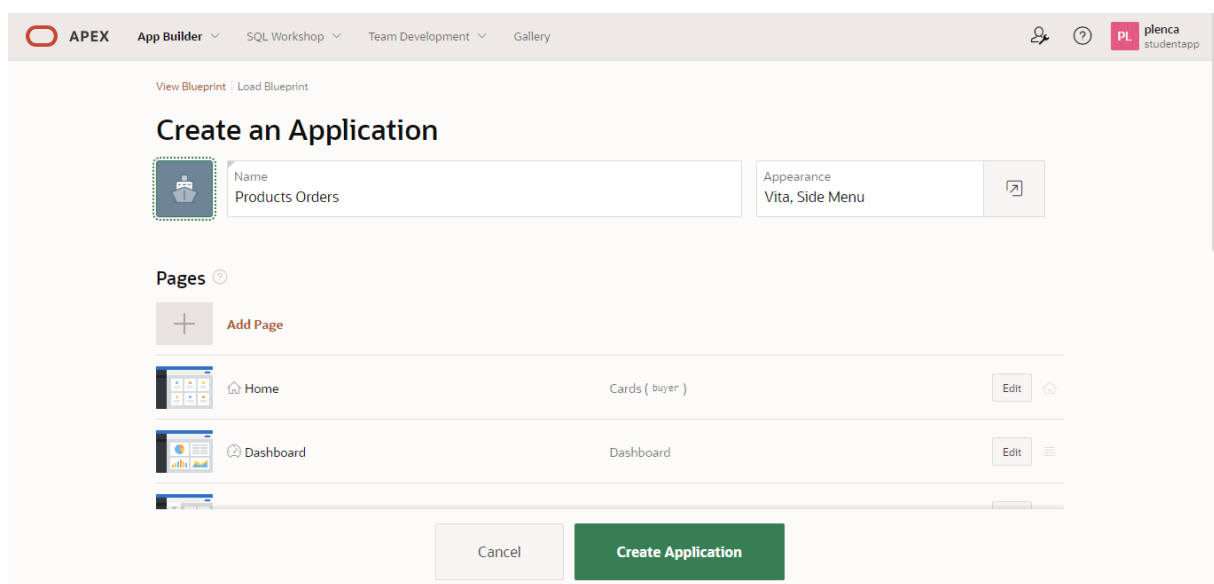 APEX App Builder SQL Workshop Team Development Gallery PL plenca
studentapp
View Blueprint Load Blueprint
Create an Application
Name
Products Orders
Appearance
Vita, Side Menu
Pages
Add Page
Home Cards ( buyer ) Edit
Dashboard Dashboard Edit
Cancel Create Application